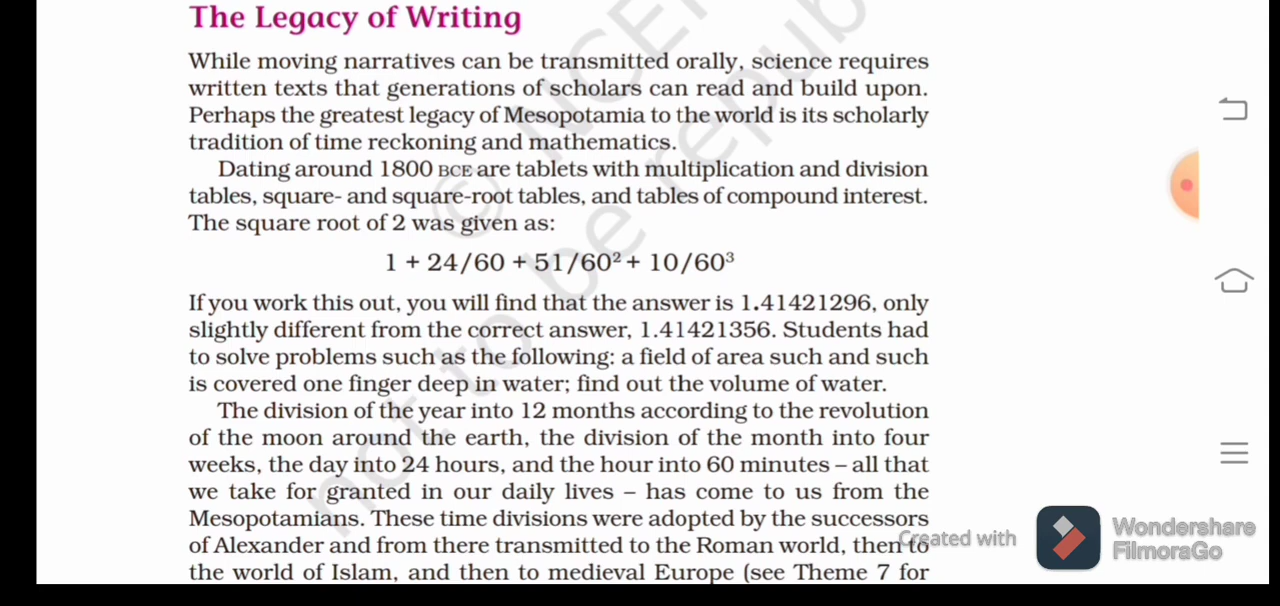 The Legacy of Writing
While moving narratives can be transmitted orally, science requires
written texts that generations of scholars can read and build upon.
Perhaps the greatest legacy of Mesopotamia to the world is its scholarly
tradition of time reckoning and mathematics.
Dating around 1800 BCE are tablets with multiplication and division
tables, square- and square-root tables, and tables of compound interest.
The square root of 2 was given as:
1 + 24/60 + 51/60² + 10/60³
If you work this out, you will find that the answer is 1.41421296, only
slightly different from the correct answer, 1.41421356. Students had
to solve problems such as the following: a field of area such and such
is covered one finger deep in water; find out the volume of water.
The division of the year into 12 months according to the revolution
of the moon around the earth, the division of the month into four
weeks, the day into 24 hours, and the hour into 60 minutes – all that
we take for granted in our daily lives – has come to us from the
Mesopotamians. These time divisions were adopted by the successors
of Alexander and from there transmitted to the Roman world, then to
the world of Islam, and then to medieval Europe (see Theme 7 for
© NCER
not to be repub
Created with
Wondershare
FilmoraGo